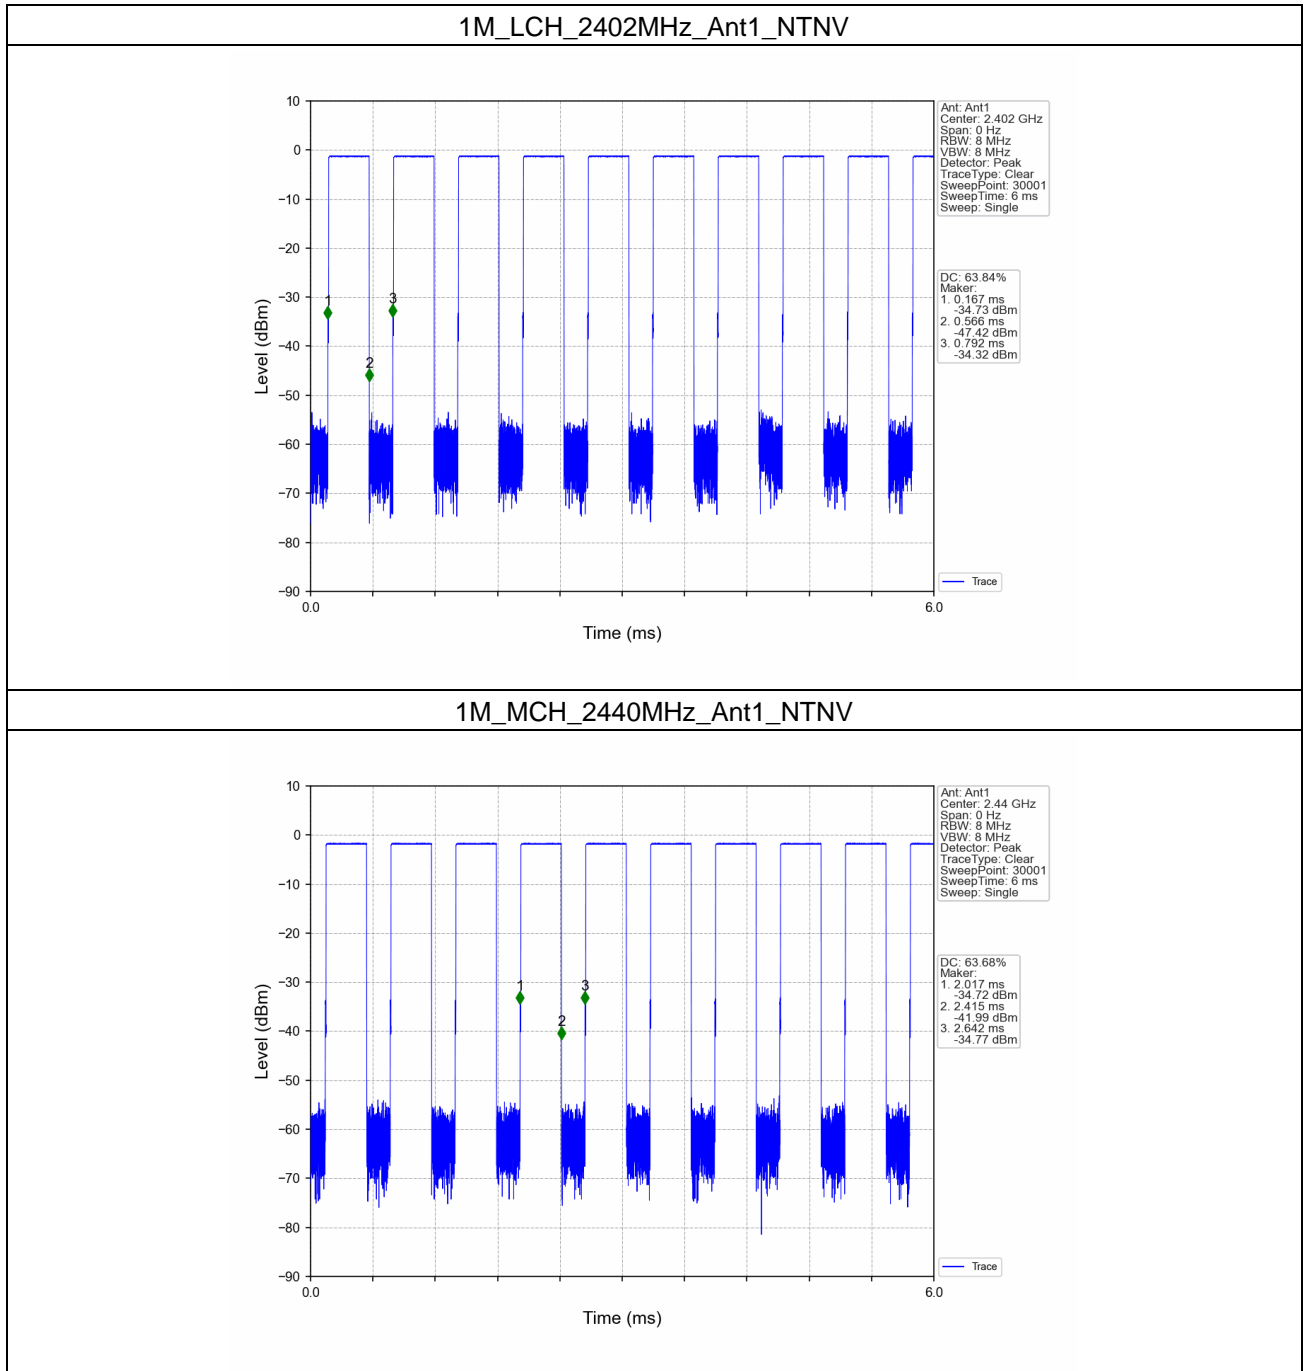 1M_LCH_2402MHz_Ant1_NTNV
10
0
−10
−20
−30
−40
−50
−60
−70
−80
−90
Level (dBm)
1
2
3
0.0
6.0
Time (ms)
Ant: Ant1
Center: 2.402 GHz
Span: 0 Hz
RBW: 8 MHz
VBW: 8 MHz
Detector: Peak
TraceType: Clear
SweepPoint: 30001
SweepTime: 6 ms
Sweep: Single
DC: 63.84%
Maker:
1. 0.167 ms
-34.73 dBm
2. 0.566 ms
-47.42 dBm
3. 0.792 ms
-34.32 dBm
Trace
1M_MCH_2440MHz_Ant1_NTNV
10
0
−10
−20
−30
−40
−50
−60
−70
−80
−90
Level (dBm)
1
2
3
0.0
6.0
Time (ms)
Ant: Ant1
Center: 2.44 GHz
Span: 0 Hz
RBW: 8 MHz
VBW: 8 MHz
Detector: Peak
TraceType: Clear
SweepPoint: 30001
SweepTime: 6 ms
Sweep: Single
DC: 63.68%
Maker:
1. 2.017 ms
-34.72 dBm
2. 2.415 ms
-41.99 dBm
3. 2.642 ms
-34.77 dBm
Trace